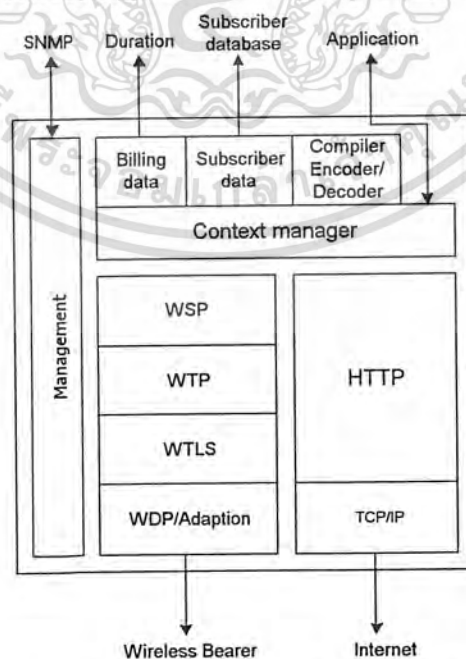 SNMP
Duration
Subscriber
database
Application
Billing
data
Subscriber
data
Compiler
Encoder/
Decoder
Context manager
Management
WSP
WTP
WTLS
WDP/Adaption
HTTP
TCP/IP
Wireless Bearer
Internet